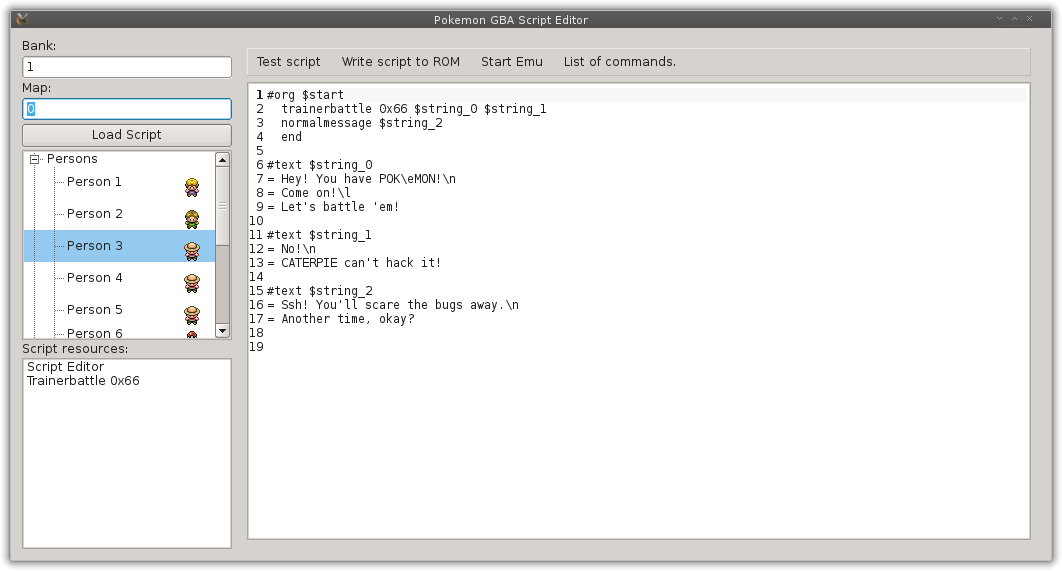 Pokemon GBA Script Editor
Bank:
1
Map:
0
Load Script
Persons
Person 1
Person 2
Person 3
Person 4
Person 5
Person 6
Script resources:
Script Editor
Trainerbattle 0x66
Test script Write script to ROM Start Emu List of commands.
1 #org $start
2 trainerbattle 0x66 $string_0 $string_1
3 normalmessage $string_2
4 end
5
6 #text $string_0
7 = Hey! You have POK\eMON!\n
8 = Come on!\l
9 = Let's battle 'em!
10
11 #text $string_1
12 = No!\n
13 = CATERPIE can't hack it!
14
15 #text $string_2
16 = Ssh! You'll scare the bugs away.\n
17 = Another time, okay?
18
19